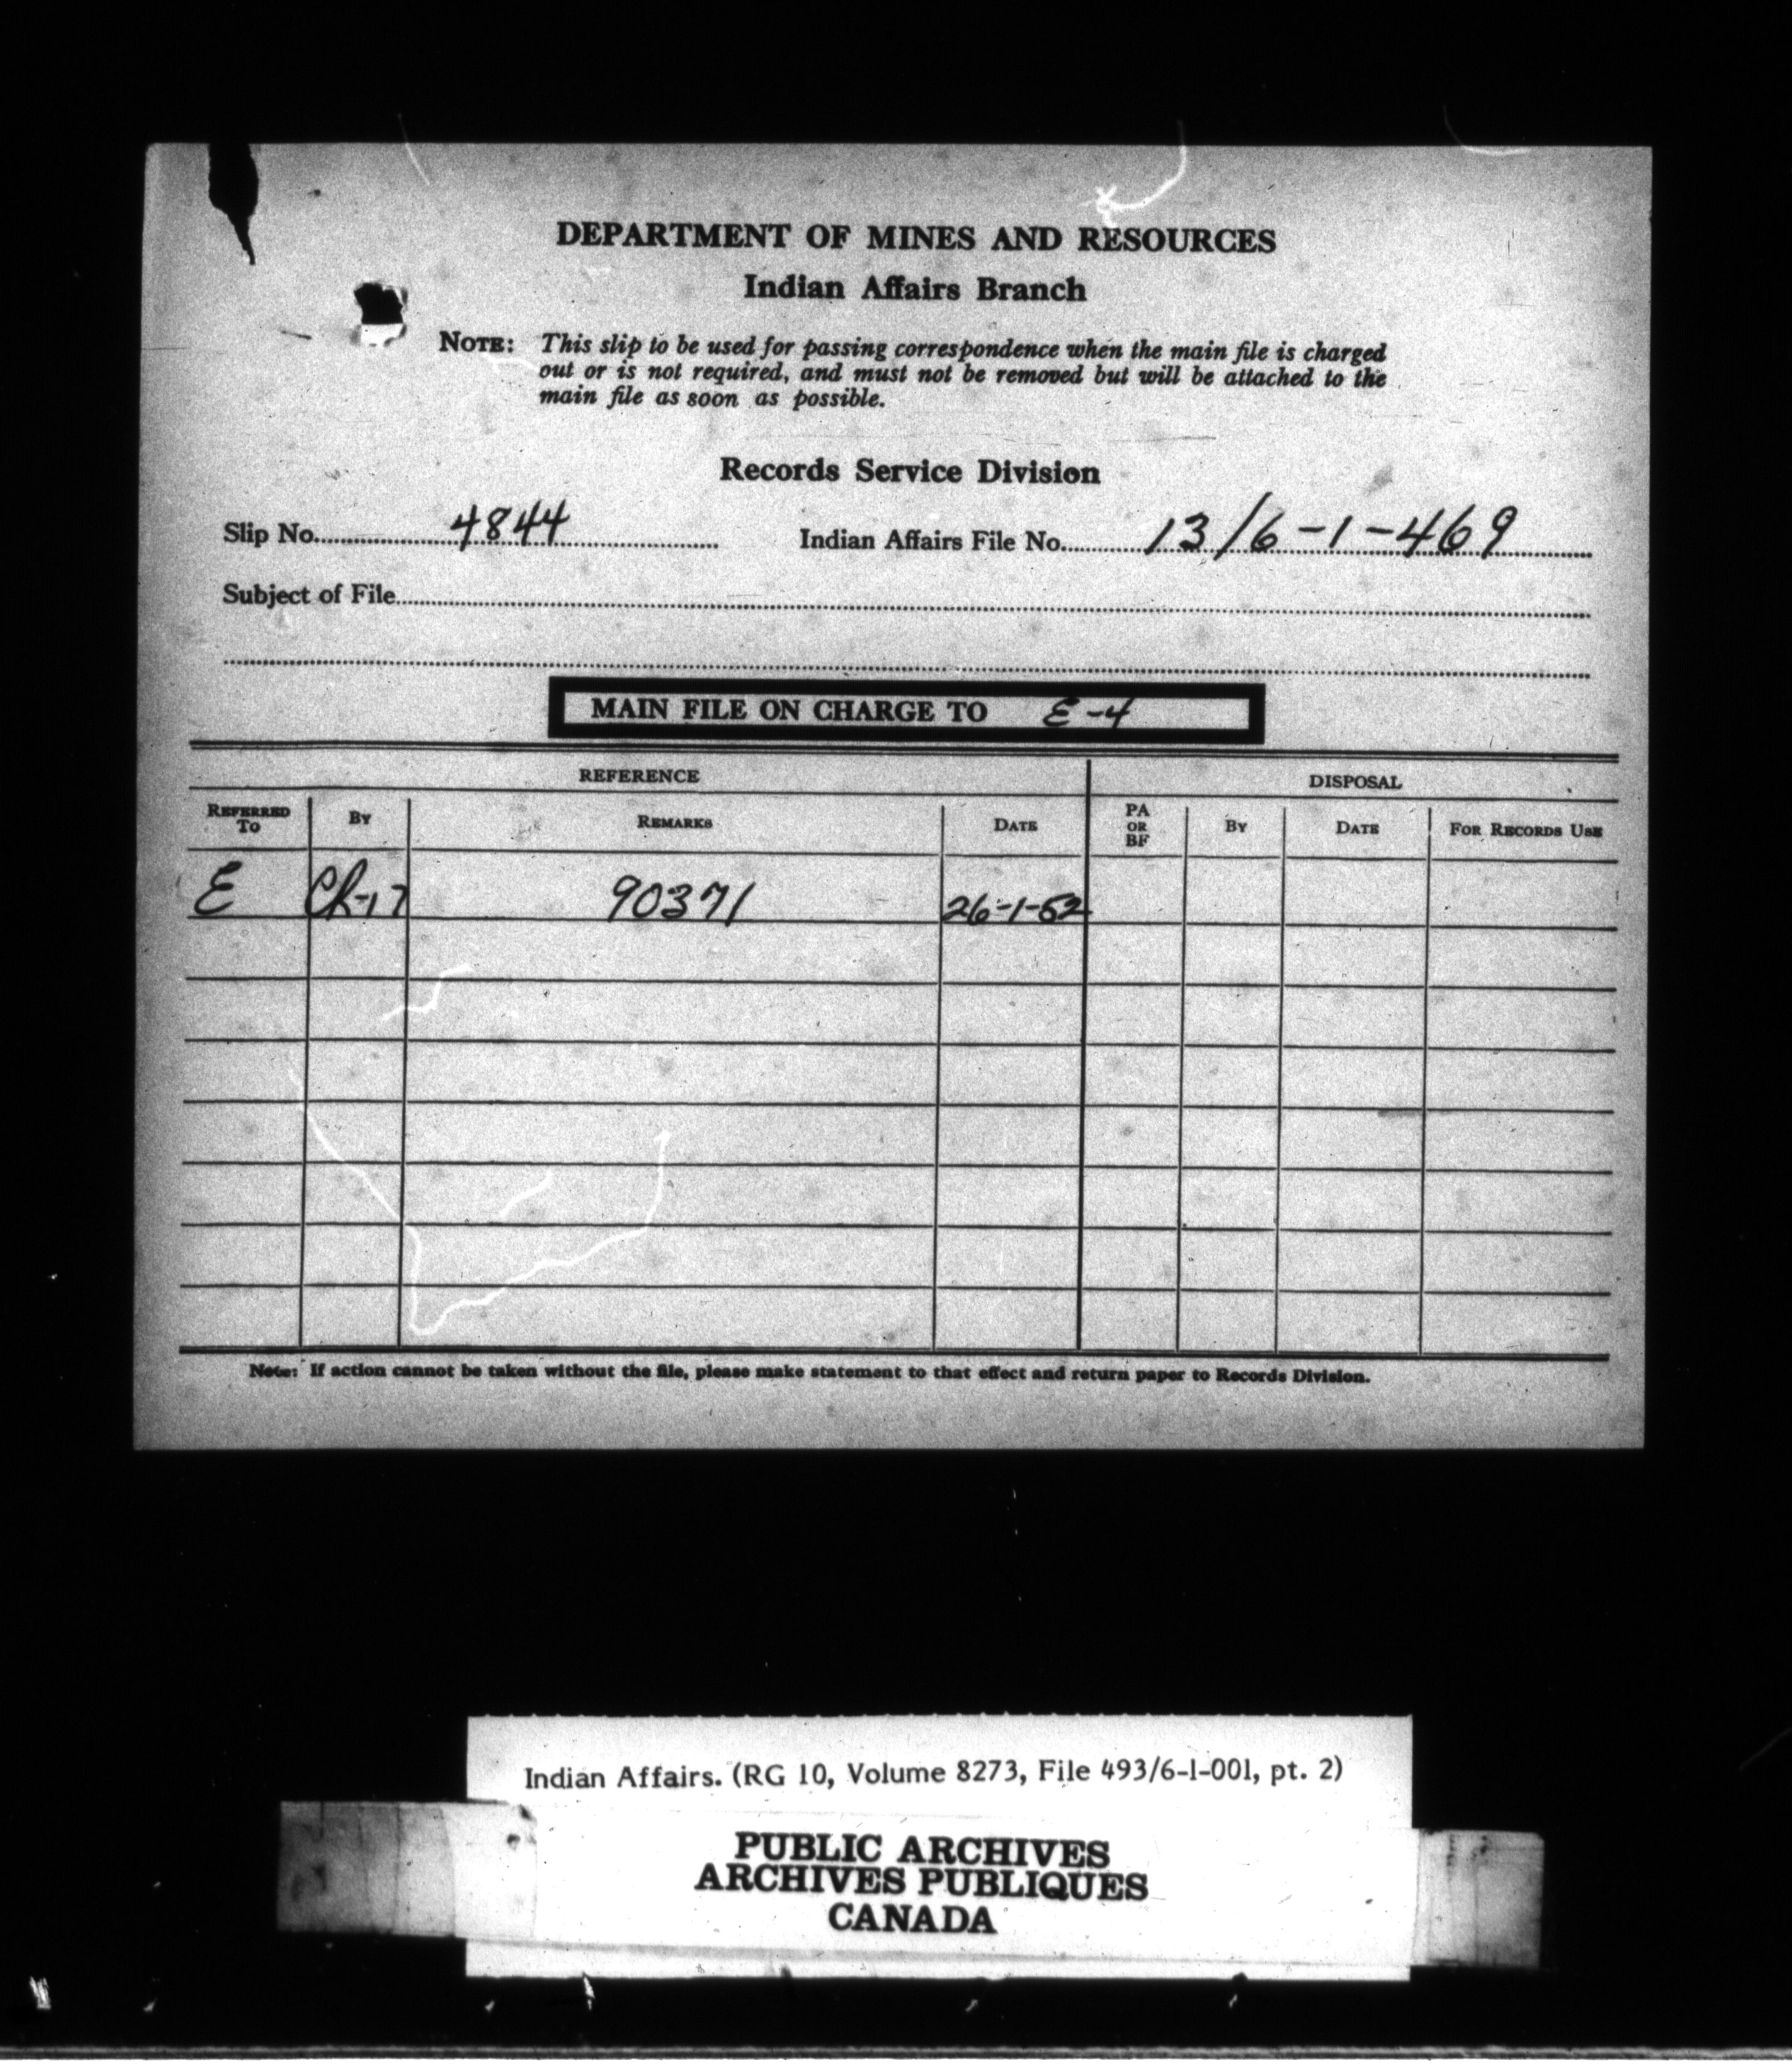 DEPARTMENT OF MINES AND RESOURCES
Indian Affairs Branch
NOTE: This slip to be used for passing correspondence when the main file is charged
out or is not required, and must not be removed but will be attached to the
main file as soon as possible.
Records Service Division
Slip No. 4844 Indian Affairs File No. 13/6-1-469
Subject of File
MAIN FILE ON CHARGE TO E-4
REFERENCE DISPOSAL
REFERRED TO BY REMARKS DATE PA OR BF BY DATE FOR RECORDS USE
E Ch-17 90371 26-1-52
Note: If action cannot be taken without the file, please make statement to that effect and return paper to Records Division.
Indian Affairs. (RG 10, Volume 8273, File 493/6-1-001, pt. 2)
PUBLIC ARCHIVES
ARCHIVES PUBLIQUES
CANADA